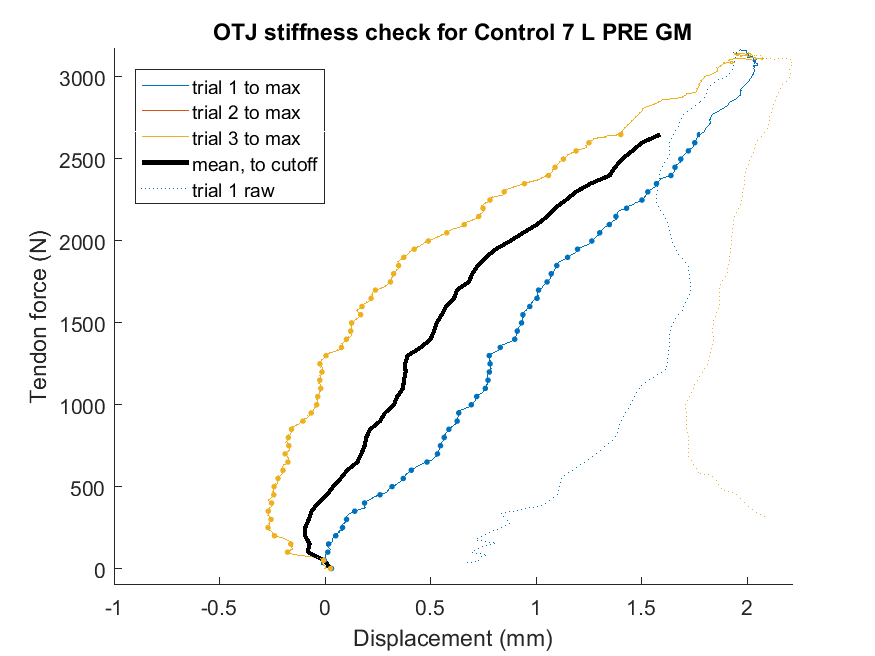 OTJ stiffness check for Control 7 L PRE GM
3000
2500
2000
1500
1000
500
0
Tendon force (N)
trial 1 to max
trial 2 to max
trial 3 to max
mean, to cutoff
trial 1 raw
-1
-0.5
0
0.5
1
1.5
2
Displacement (mm)